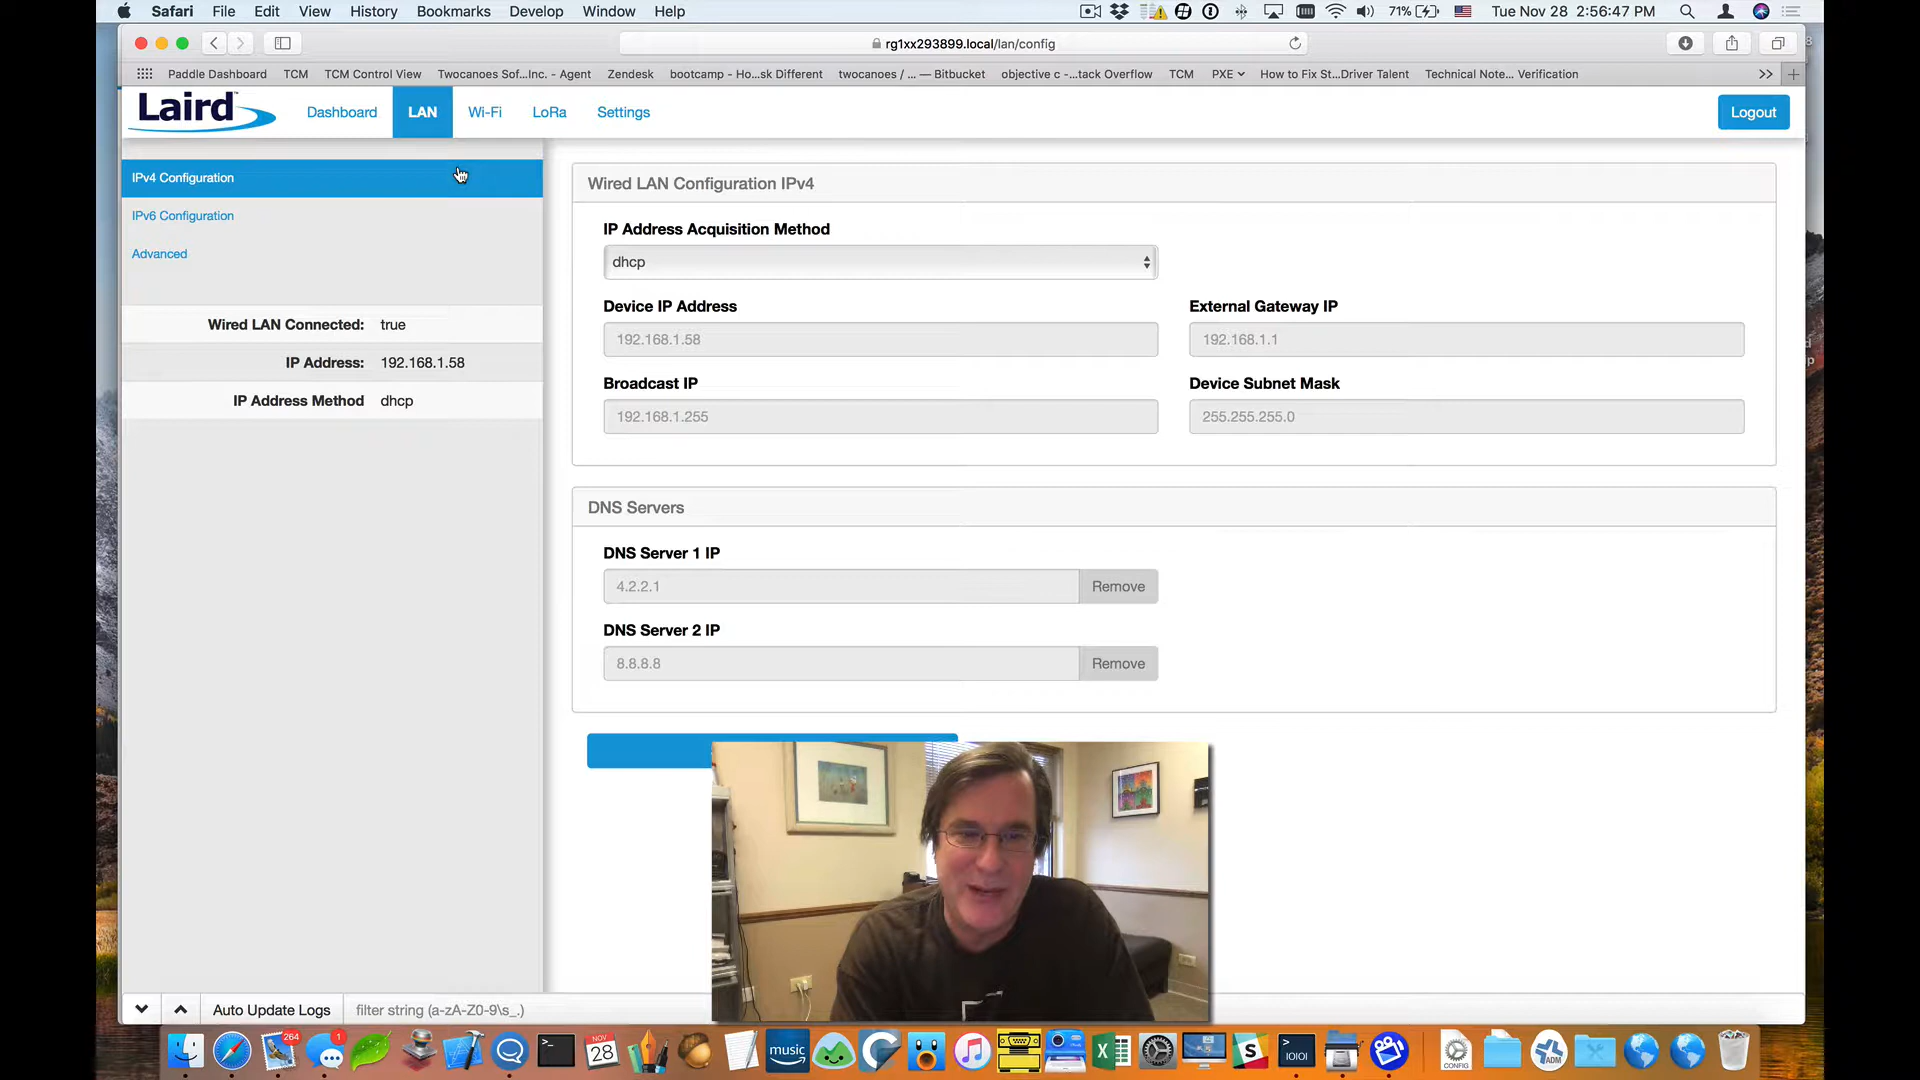 Safari File Edit View History Bookmarks Develop Window Help 71% Tue Nov 28 2:56:47 PM
rg1xx293899.local/lan/config
Paddle Dashboard TCM TCM Control View Twocanoes Sof...Inc. - Agent Zendesk bootcamp - Ho...sk Different twocanoes / ... — Bitbucket objective c -...tack Overflow TCM PXE How to Fix St...Driver Talent Technical Note... Verification
Laird Dashboard LAN Wi-Fi LoRa Settings Logout
IPv4 Configuration
IPv6 Configuration
Advanced
Wired LAN Connected: true
IP Address: 192.168.1.58
IP Address Method dhcp
Wired LAN Configuration IPv4
IP Address Acquisition Method
dhcp
Device IP Address External Gateway IP
192.168.1.58 192.168.1.1
Broadcast IP Device Subnet Mask
192.168.1.255 255.255.255.0
DNS Servers
DNS Server 1 IP
4.2.2.1 Remove
DNS Server 2 IP
8.8.8.8 Remove
Auto Update Logs filter string (a-zA-Z0-9\s_.)
264 1 NOV 28 music IOIOI CONFIG ADM